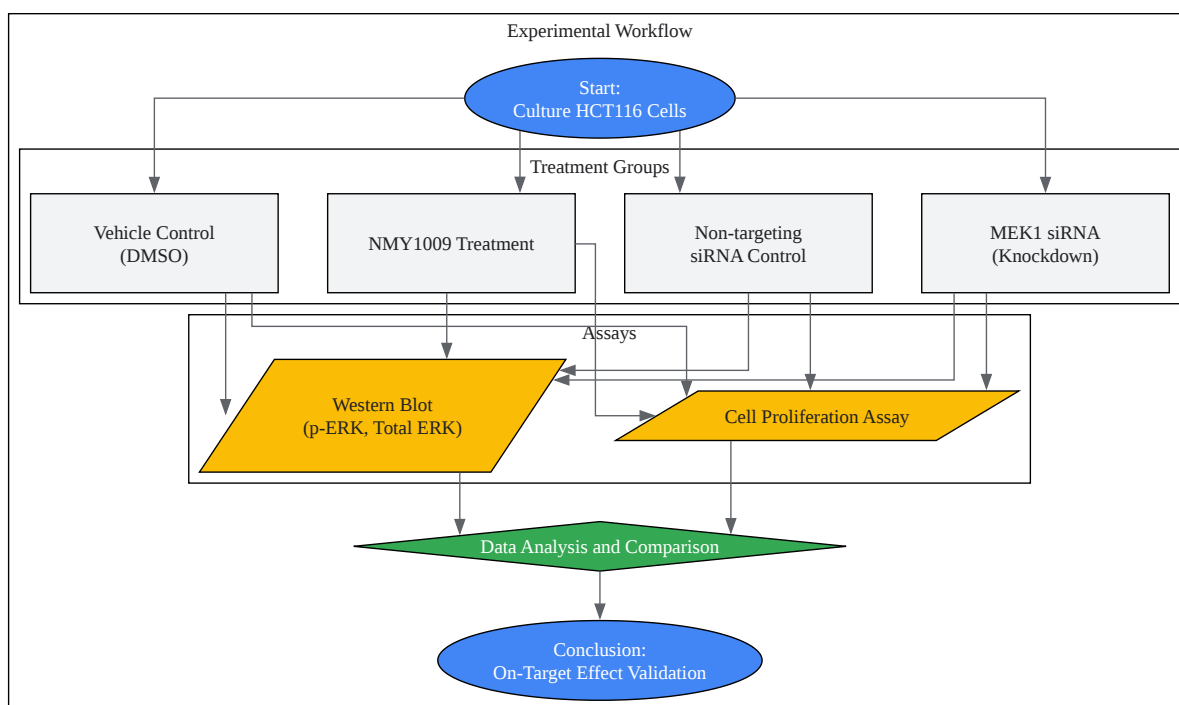 Experimental Workflow
Start:
Culture HCT116 Cells
Treatment Groups
Vehicle Control
(DMSO)
NMY1009 Treatment
Non-targeting
siRNA Control
MEK1 siRNA
(Knockdown)
Assays
Western Blot
(p-ERK, Total ERK)
Cell Proliferation Assay
Data Analysis and Comparison
Conclusion:
On-Target Effect Validation